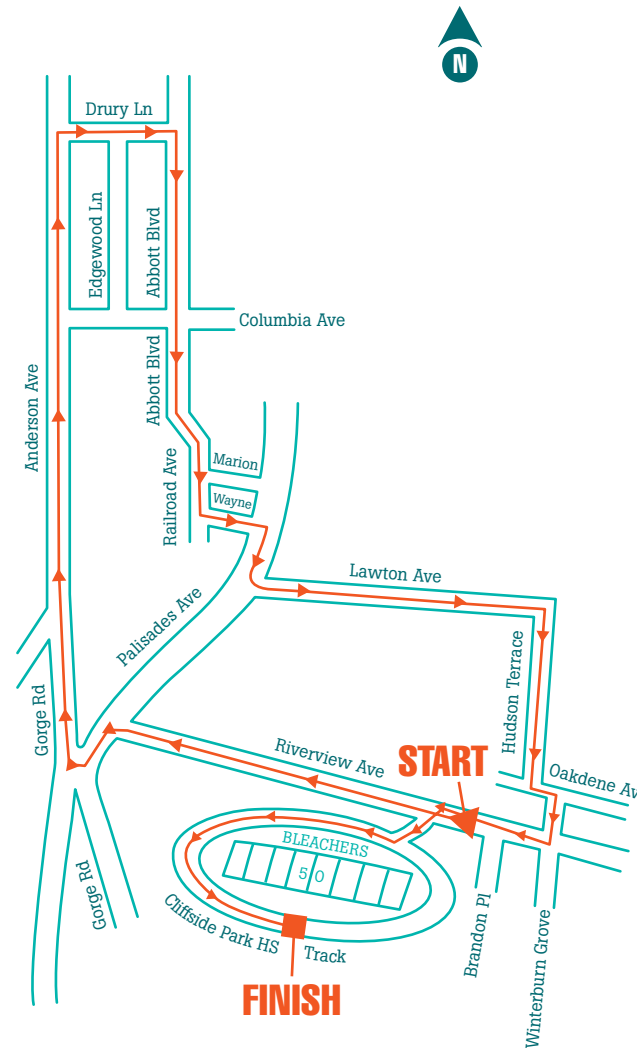 N
Drury Ln
Edgewood Ln
Abbott Blvd
Columbia Ave
Abbott Blvd
Anderson Ave
Marion
Railroad Ave
Wayne
Lawton Ave
Palisades Ave
Hudson Terrace
Gorge Rd
Riverview Ave
START
Oakdene Av
BLEACHERS
50
Gorge Rd
Cliffside Park HS Track
Brandon Pl
Winterburn Grove
FINISH